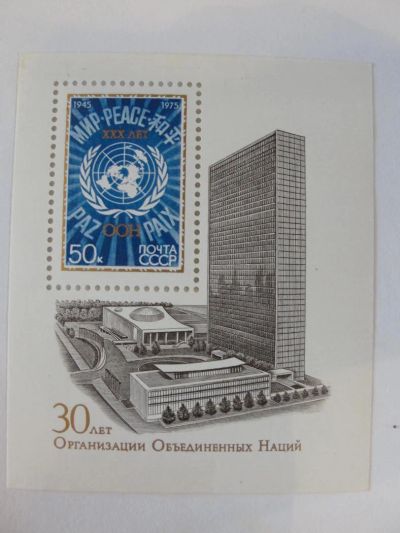 1945 1975
МИР·PEACE·和平
XXX ЛЕТ
PAZ ООН PAIX
50К ПОЧТА
СССР
30 ЛЕТ
ОРГАНИЗАЦИИ ОБЪЕДИНЕННЫХ НАЦИЙ